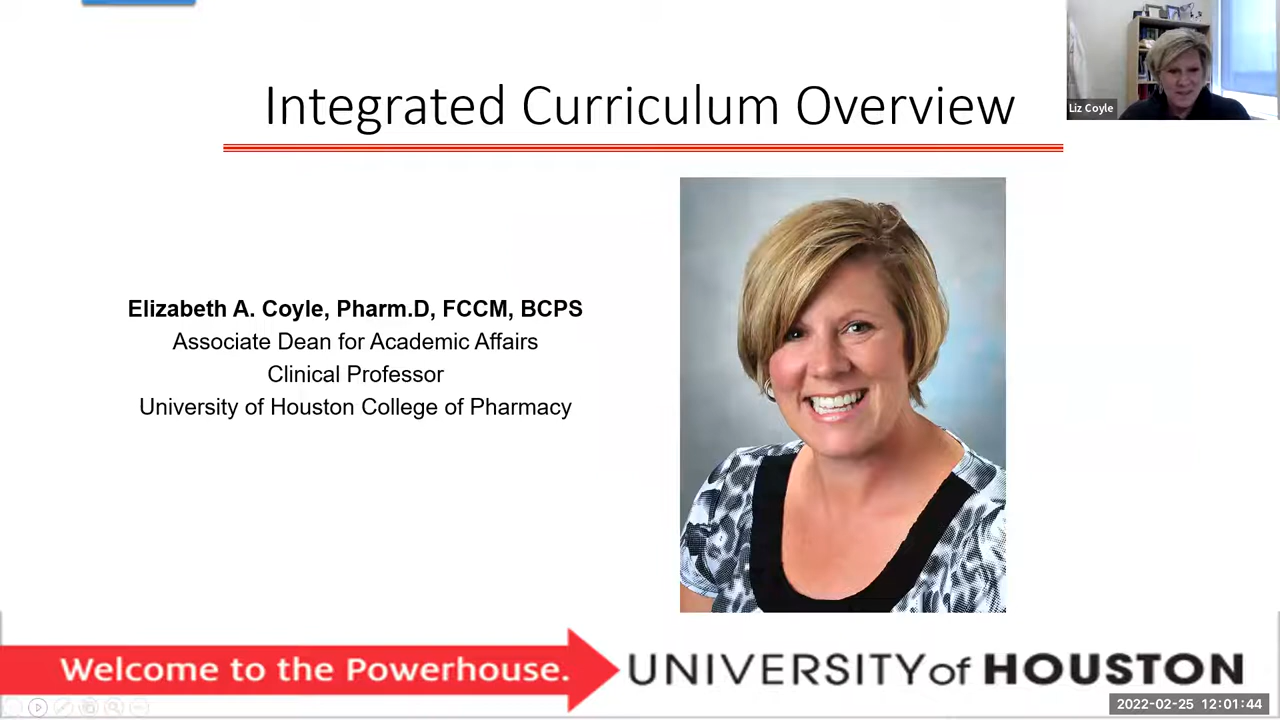 Integrated Curriculum Overview
Liz Coyle
Elizabeth A. Coyle, Pharm.D, FCCM, BCPS
Associate Dean for Academic Affairs
Clinical Professor
University of Houston College of Pharmacy
Welcome to the Powerhouse.
UNIVERSITY of HOUSTON
2022-02-25 12:01:44